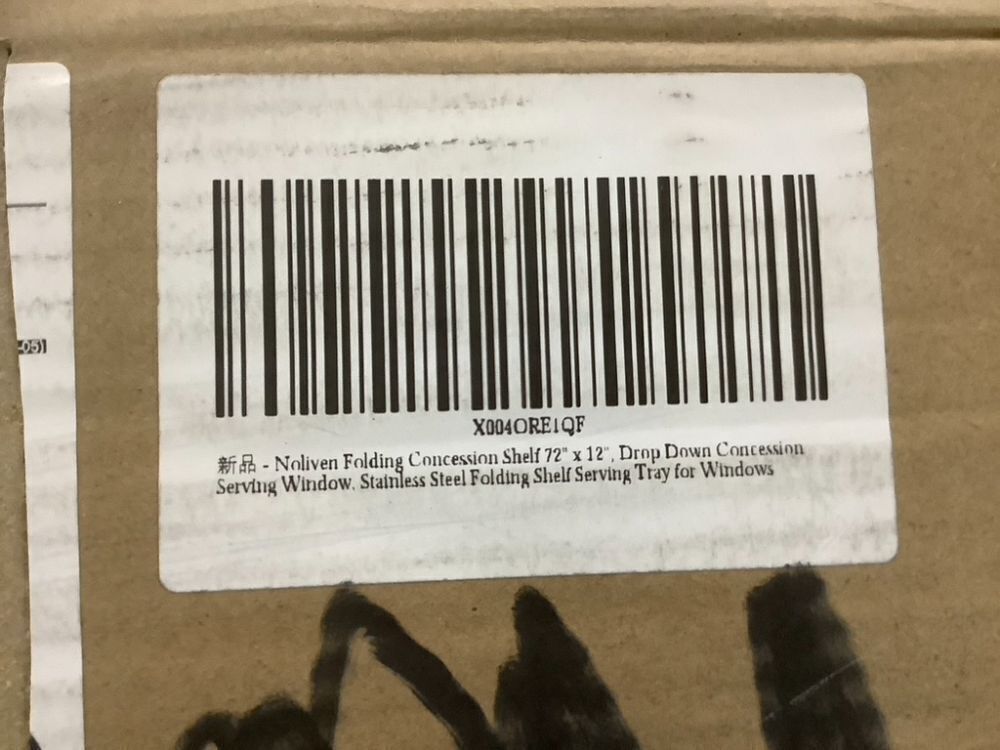 -05)
X004ORE1QF
新品 - Noliven Folding Concession Shelf 72" x 12", Drop Down Concession
Serving Window, Stainless Steel Folding Shelf Serving Tray for Windows